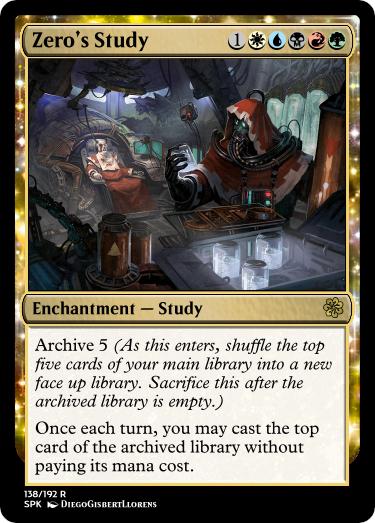 Zero's Study 1
Enchantment — Study
Archive 5 (As this enters, shuffle the top
five cards of your main library into a new
face up library. Sacrifice this after the
archived library is empty.)
Once each turn, you may cast the top
card of the archived library without
paying its mana cost.
138/192 R
SPK DiegoGisbertLlorens